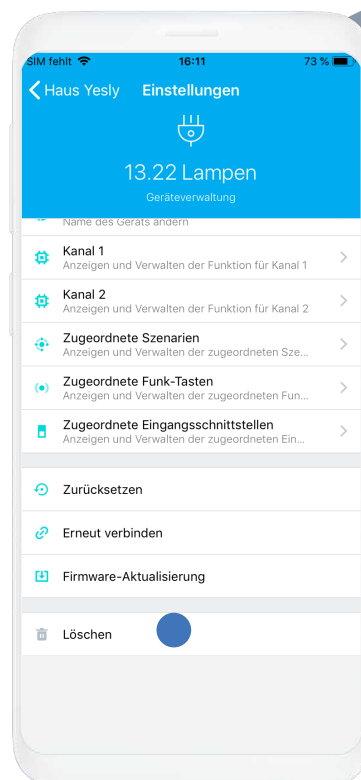 SIM fehlt 16:11 73 %
Haus Yesly Einstellungen
13.22 Lampen
Geräteverwaltung
Name des Geräts ändern
Kanal 1
Anzeigen und Verwalten der Funktion für Kanal 1
Kanal 2
Anzeigen und Verwalten der Funktion für Kanal 2
Zugeordnete Szenarien
Anzeigen und Verwalten der zugeordneten Sze...
Zugeordnete Funk-Tasten
Anzeigen und Verwalten der zugeordneten Fun...
Zugeordnete Eingangsschnittstellen
Anzeigen und Verwalten der zugeordneten Ein...
Zurücksetzen
Erneut verbinden
Firmware-Aktualisierung
Löschen